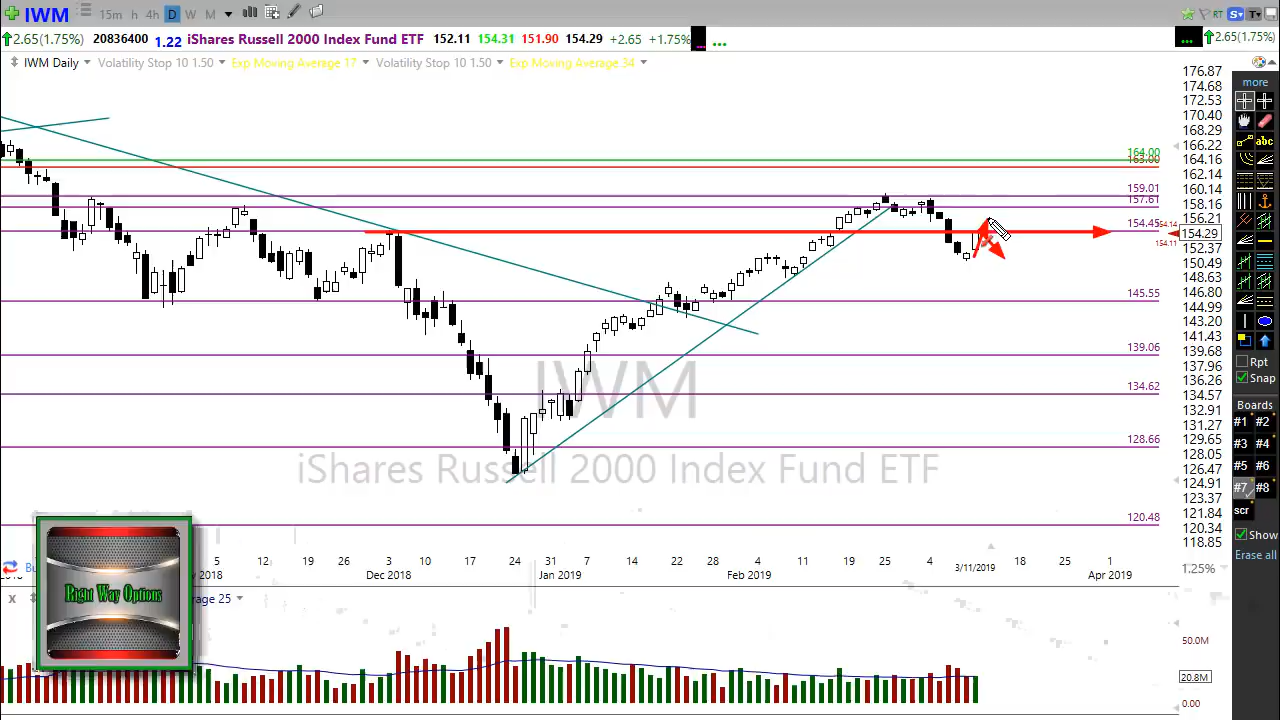 IWM 15m h 4h D W M RT S T
2.65(1.75%) 20836400 1.22 iShares Russell 2000 Index Fund ETF 152.11 154.31 151.90 154.29 +2.65 +1.75% ... ... 2.65(1.75%)
IWM Daily Volatility Stop 10 1.50 Exp Moving Average 17 Volatility Stop 10 1.50 Exp Moving Average 34
more
abc
176.87
174.68
172.53
170.40
168.29
166.22
164.16
162.14
160.14
158.16
156.21
154.29
152.37
150.49
148.63
146.80
144.99
143.20
141.43
139.68
137.96
136.26
134.57
132.91
131.27
129.65
128.05
126.47
124.91
123.37
121.84
120.34
118.85
164.00
163.00
159.01
157.61
154.45
154.14
154.11
145.55
139.06
134.62
128.66
120.48
IWM
iShares Russell 2000 Index Fund ETF
Rpt
Snap
Boards
#1 #2
#3 #4
#5 #6
#7 #8
scr
Show
Erase all
5 12 19 26 3 10 17 24 31 7 14 22 28 4 11 19 25 4 18 25 1
2018 Dec 2018 Jan 2019 Feb 2019 3/11/2019 Apr 2019
1.25%
Right Way Options
x
rage 25
50.0M
20.8M
0.00